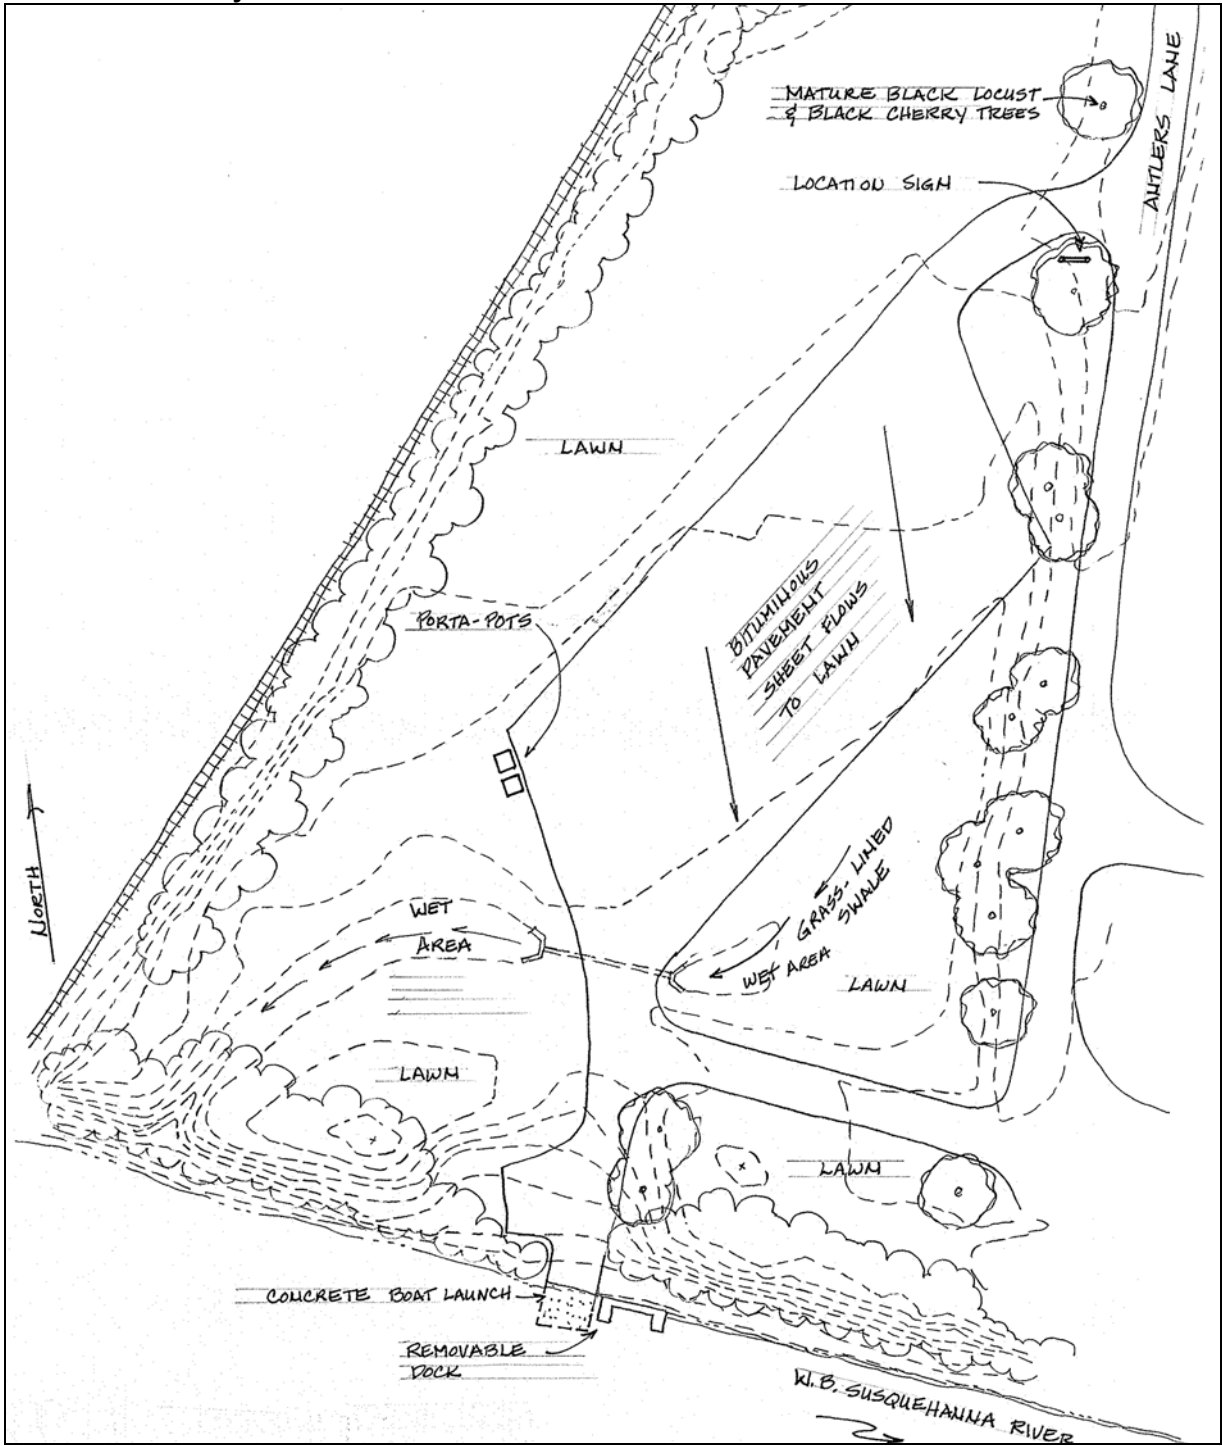 MATURE BLACK LOCUST
& BLACK CHERRY TREES
ANTLERS LANE
LOCATION SIGN
LAWN
PORTA-POTS
BITUMINOUS
PAVEMENT
SHEET FLOWS
TO LAWN
NORTH
WET
AREA
GRASS-LINED
SWALE
WET AREA
LAWN
LAWN
LAWN
CONCRETE BOAT LAUNCH
REMOVABLE
DOCK
W.B. SUSQUEHANNA RIVER